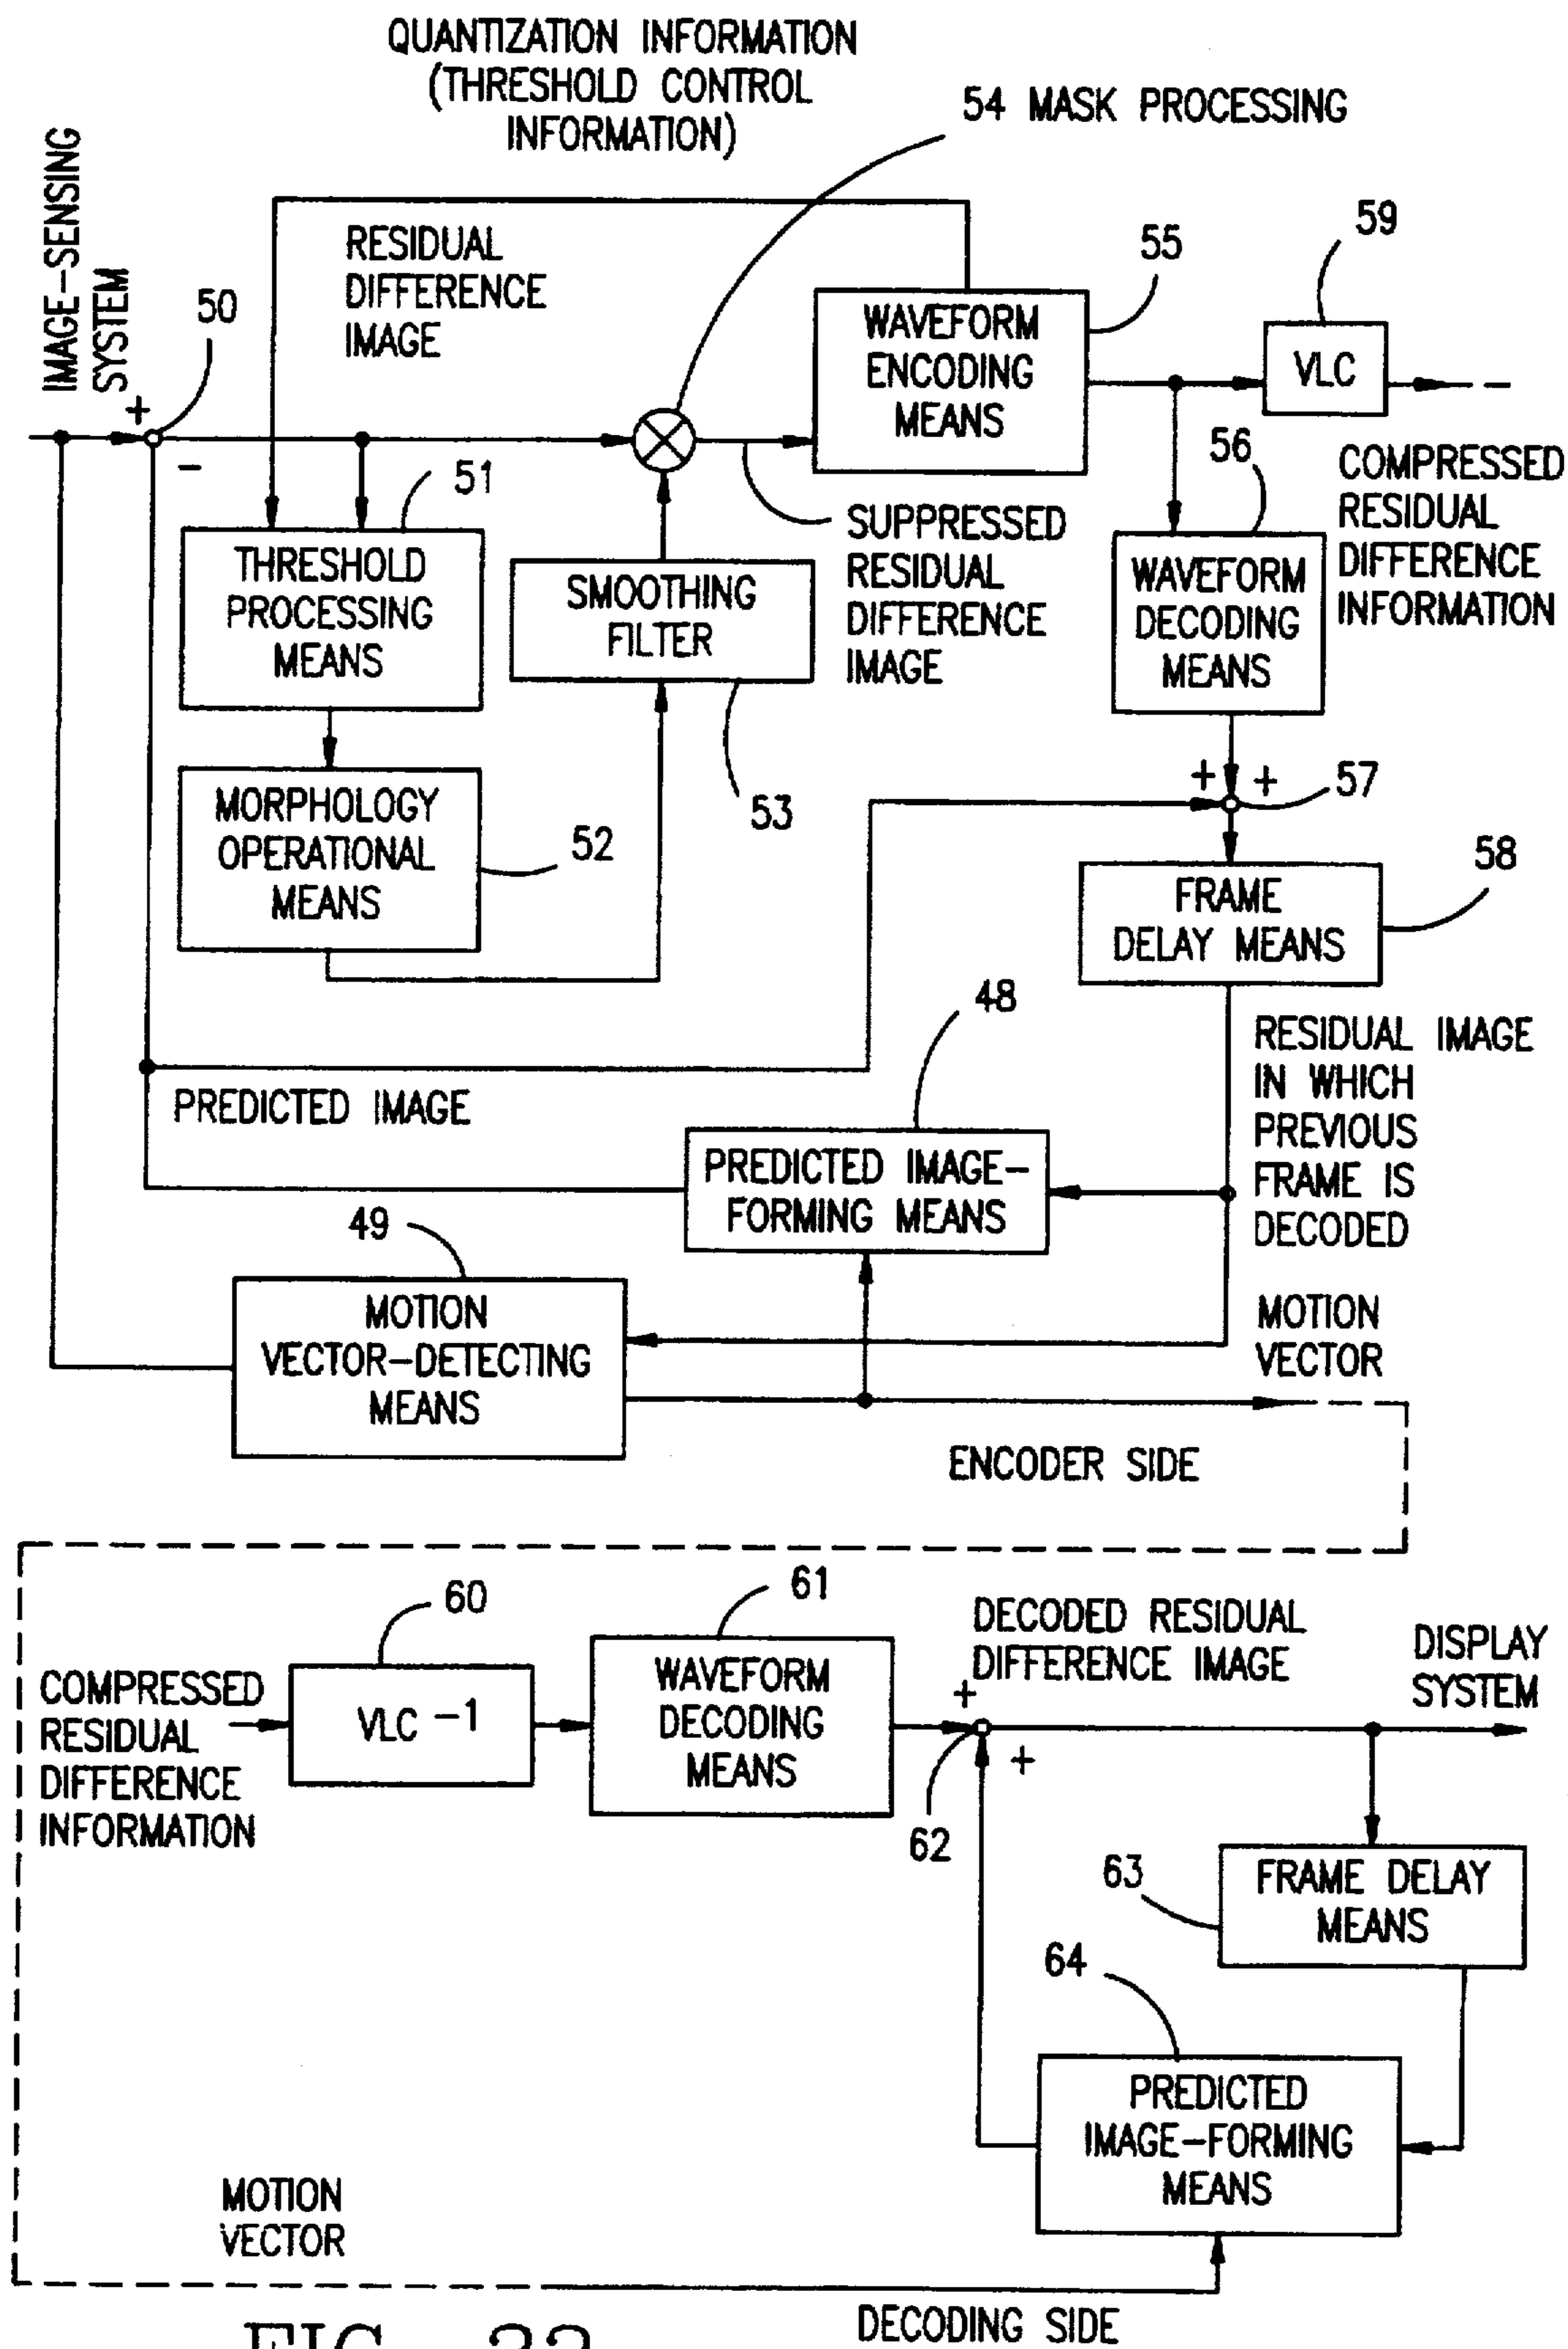 QUANTIZATION INFORMATION
(THRESHOLD CONTROL
INFORMATION)
54 MASK PROCESSING
IMAGE-SENSING
SYSTEM
RESIDUAL
DIFFERENCE
IMAGE
50
55
59
WAVEFORM
ENCODING
MEANS
VLC
+
-
51
56
COMPRESSED
RESIDUAL
DIFFERENCE
INFORMATION
THRESHOLD
PROCESSING
MEANS
SMOOTHING
FILTER
SUPPRESSED
RESIDUAL
DIFFERENCE
IMAGE
WAVEFORM
DECODING
MEANS
53
+ +
57
MORPHOLOGY
OPERATIONAL
MEANS
52
58
FRAME
DELAY MEANS
48
RESIDUAL IMAGE
IN WHICH
PREVIOUS
FRAME IS
DECODED
PREDICTED IMAGE
PREDICTED IMAGE-
FORMING MEANS
49
MOTION
VECTOR-DETECTING
MEANS
MOTION
VECTOR
ENCODER SIDE
60
61
DECODED RESIDUAL
DIFFERENCE IMAGE
DISPLAY
SYSTEM
COMPRESSED
RESIDUAL
DIFFERENCE
INFORMATION
VLC -1
WAVEFORM
DECODING
MEANS
+
+
62
63
FRAME DELAY
MEANS
64
PREDICTED
IMAGE-FORMING
MEANS
MOTION
VECTOR
DECODING SIDE